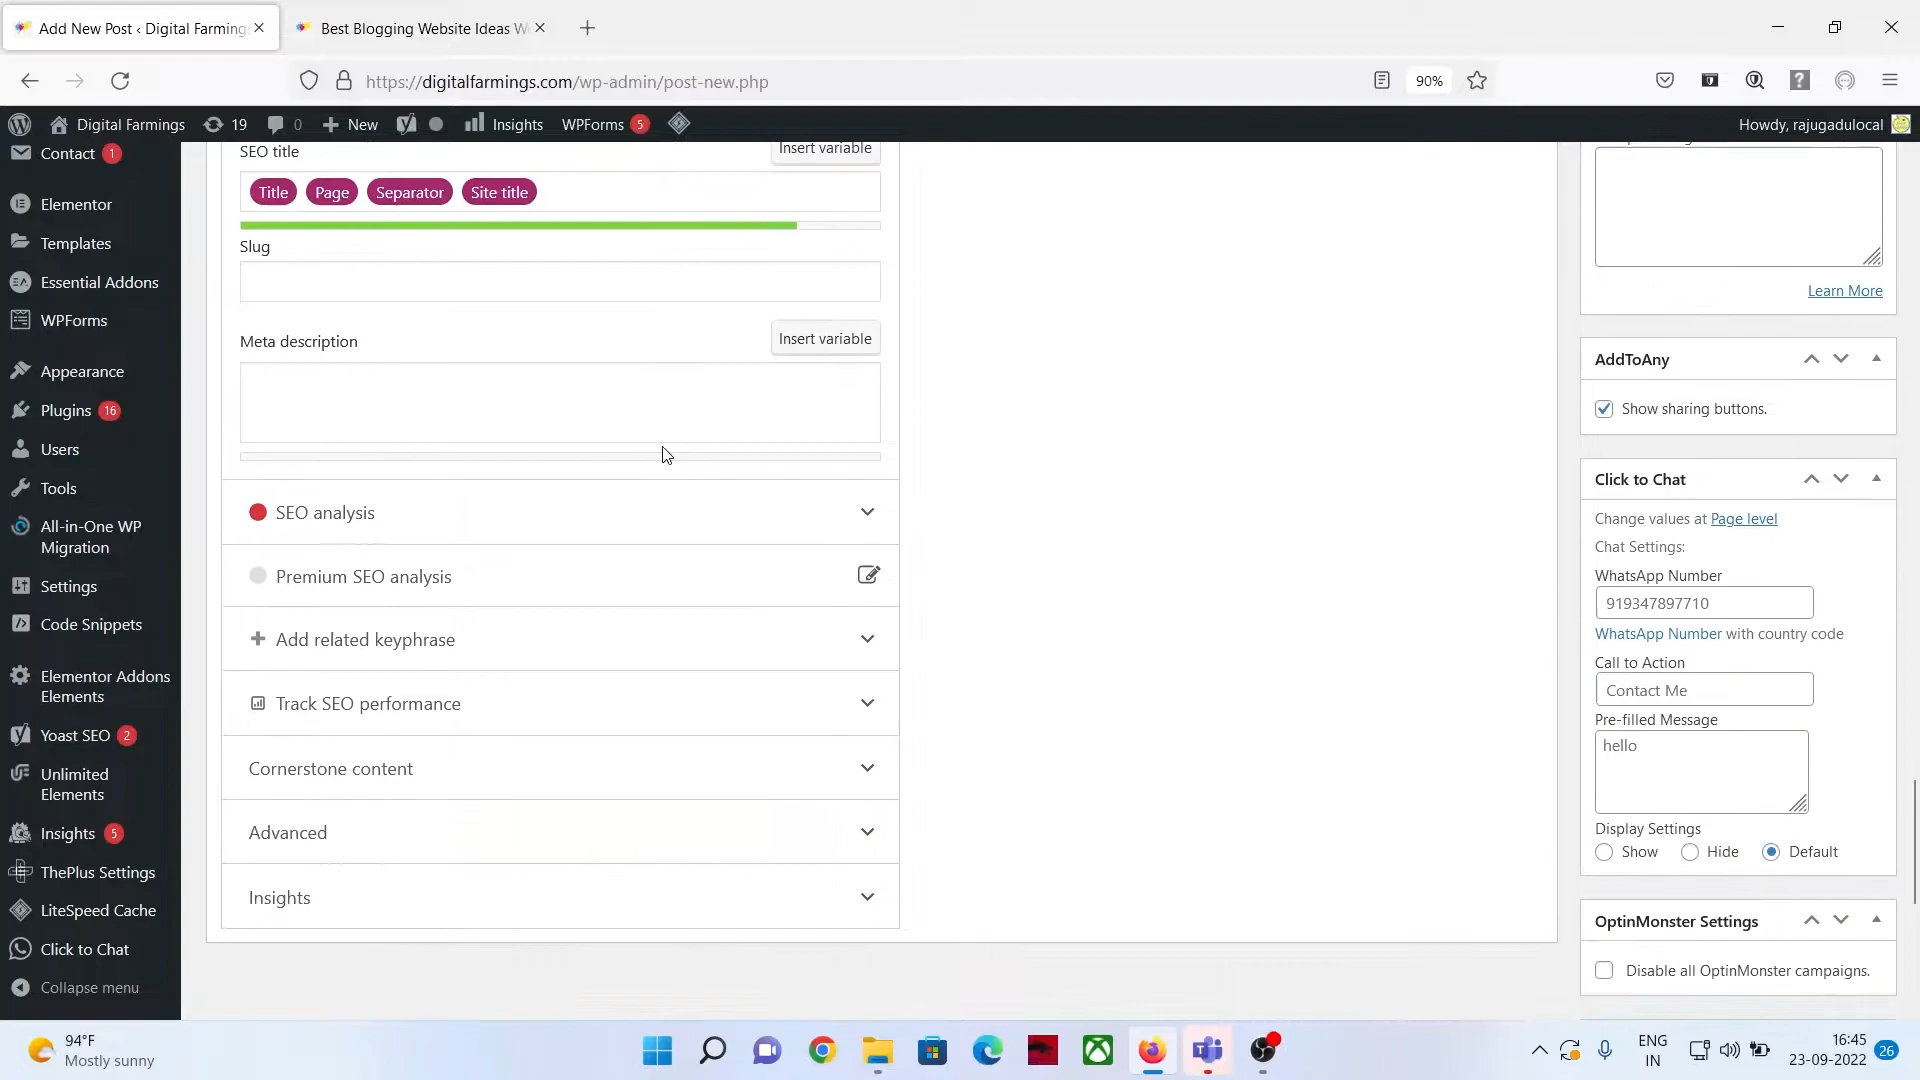 Add New Post ‹ Digital Farming
Best Blogging Website Ideas W
https://digitalfarmings.com/wp-admin/post-new.php
90%
Digital Farmings
19
0
New
Insights
WPForms 5
Howdy, rajugadulocal
Contact 1
Elementor
Templates
Essential Addons
WPForms
Appearance
Plugins 16
Users
Tools
All-in-One WP
Migration
Settings
Code Snippets
Elementor Addons
Elements
Yoast SEO 2
Unlimited
Elements
Insights 5
ThePlus Settings
LiteSpeed Cache
Click to Chat
Collapse menu
SEO title
Insert variable
Title Page Separator Site title
Slug
Meta description
Insert variable
SEO analysis
Premium SEO analysis
Add related keyphrase
Track SEO performance
Cornerstone content
Advanced
Insights
Learn More
AddToAny
Show sharing buttons.
Click to Chat
Change values at Page level
Chat Settings:
WhatsApp Number
919347897710
WhatsApp Number with country code
Call to Action
Contact Me
Pre-filled Message
hello
Display Settings
Show Hide Default
OptinMonster Settings
Disable all OptinMonster campaigns.
94°F
Mostly sunny
ENG
IN
16:45
23-09-2022
26